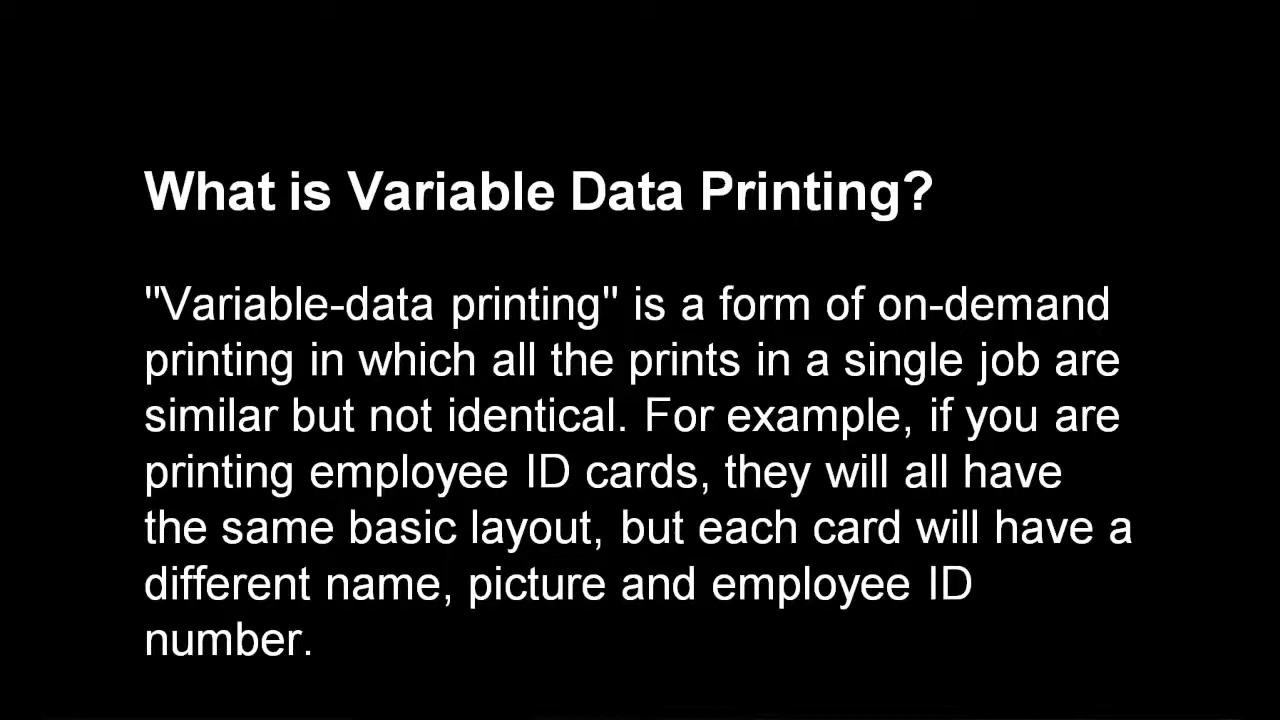 What is Variable Data Printing?
"Variable-data printing" is a form of on-demand
printing in which all the prints in a single job are
similar but not identical. For example, if you are
printing employee ID cards, they will all have
the same basic layout, but each card will have a
different name, picture and employee ID
number.